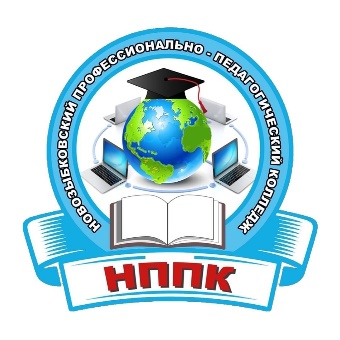 НОВОЗЫБКОВСКИЙ ПРОФЕССИОНАЛЬНО - ПЕДАГОГИЧЕСКИЙ КОЛЛЕДЖ
НППК